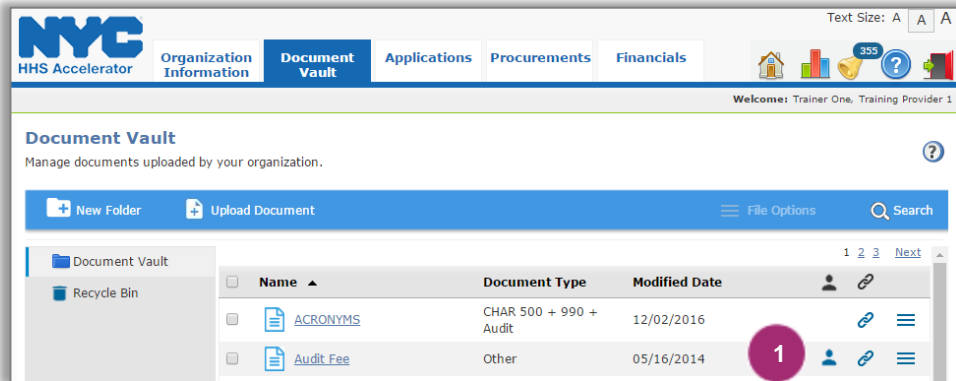 Text Size: A A A
NYC
HHS Accelerator
Organization Information
Document Vault
Applications
Procurements
Financials
355
?
Welcome: Trainer One, Training Provider 1
Document Vault
?
Manage documents uploaded by your organization.
New Folder
Upload Document
File Options
Search
Document Vault
Recycle Bin
1 2 3 Next
Name ▲ Document Type Modified Date
ACRONYMS CHAR 500 + 990 + Audit 12/02/2016
Audit Fee Other 05/16/2014 1